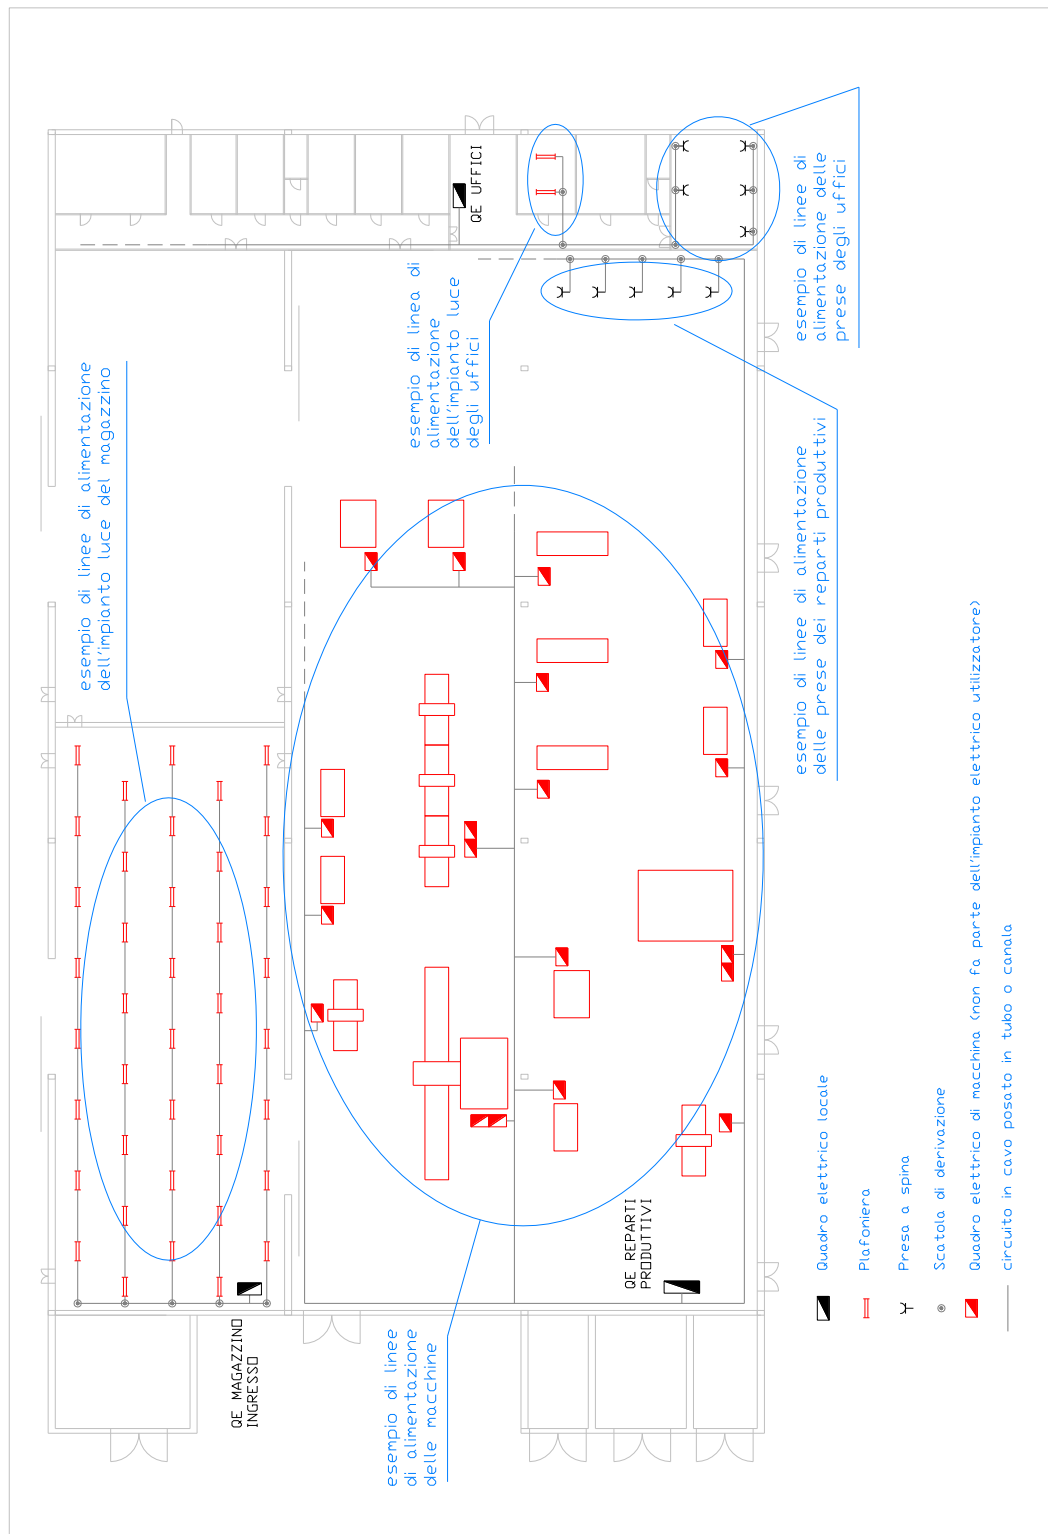 esempio di linee di alimentazione
dell'impianto luce del magazzino
esempio di linea di
alimentazione
dell'impianto luce
degli uffici
QE UFFICI
esempio di linee di
alimentazione delle
prese degli uffici
esempio di linee di alimentazione
delle prese dei reparti produttivi
QE MAGAZZINO
INGRESSO
esempio di linee
di alimentazione
delle macchine
QE REPARTI
PRODUTTIVI
Quadro elettrico locale
Plafoniera
Presa a spina
Scatola di derivazione
Quadro elettrico di macchina (non fa parte dell'impianto elettrico utilizzatore)
circuito in cavo posato in tubo o canala